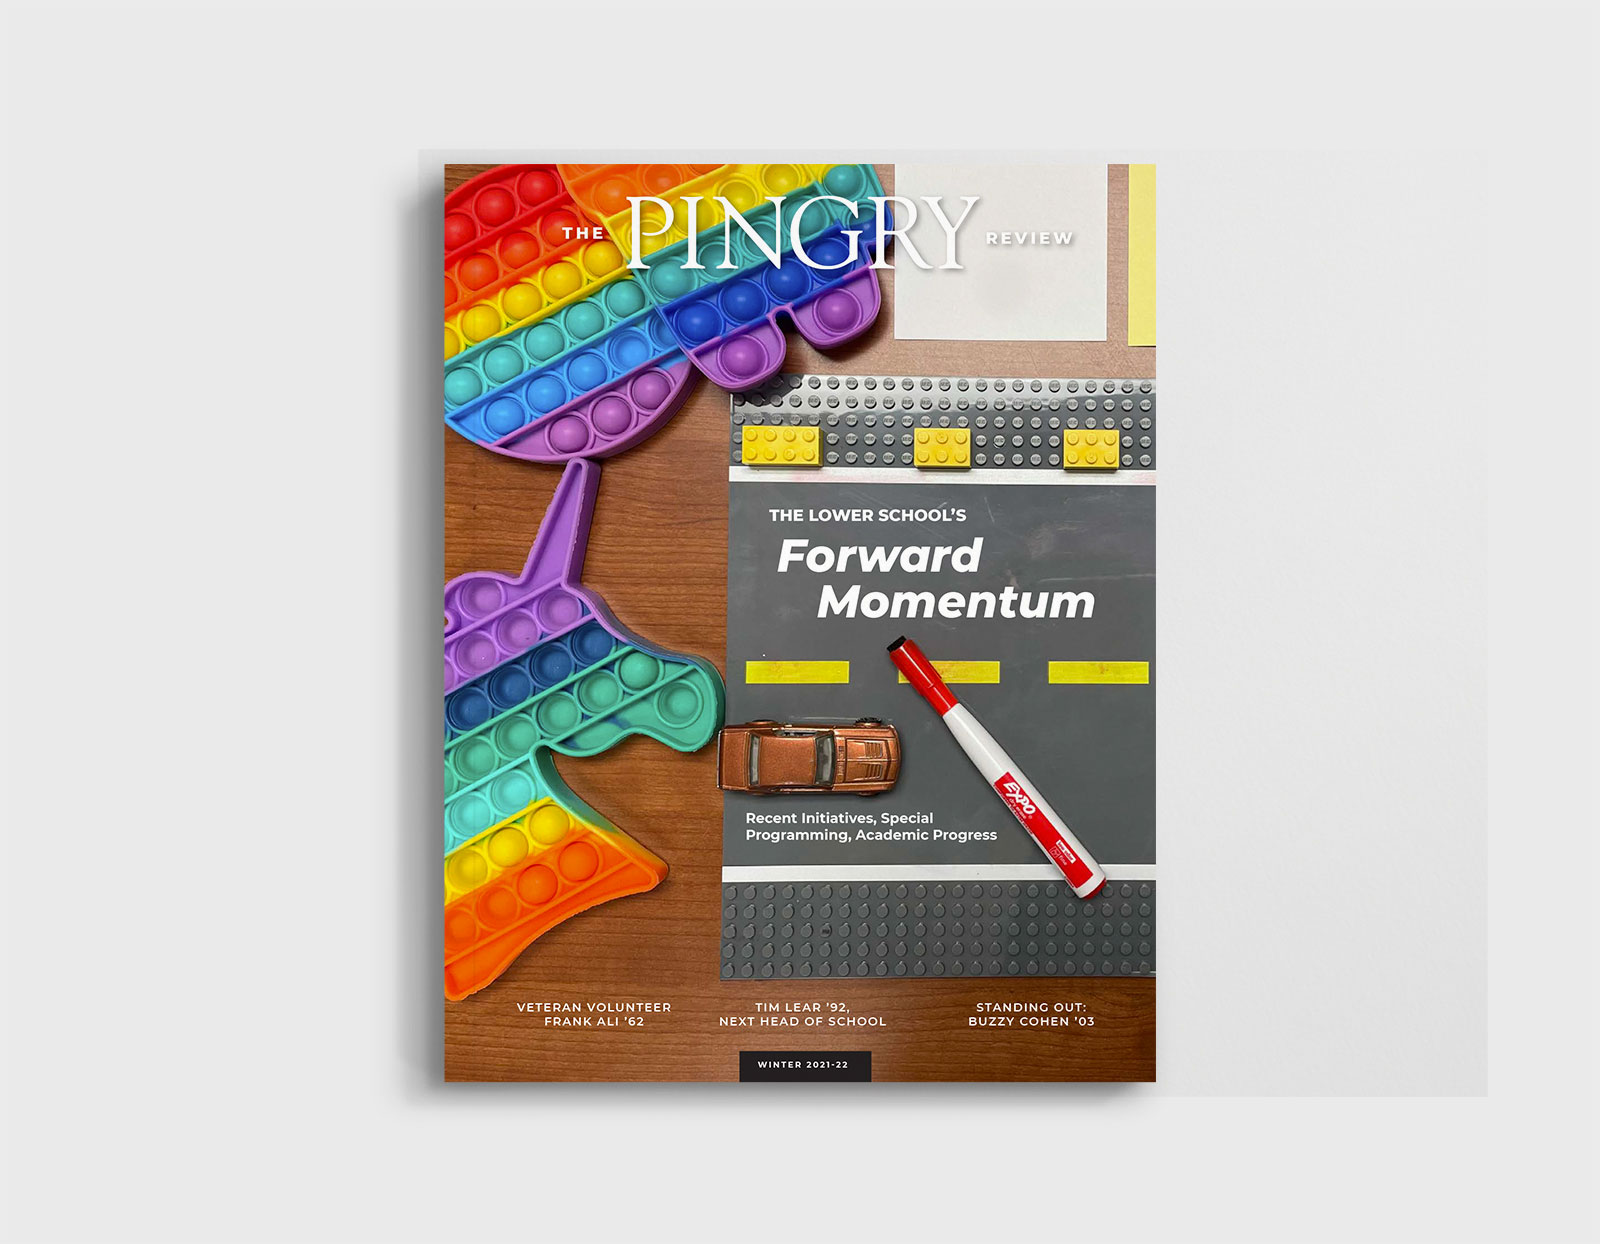 THE PINGRY REVIEW
THE LOWER SCHOOL’S
Forward
Momentum
EXPO
Recent Initiatives, Special
Programming, Academic Progress
VETERAN VOLUNTEER
FRANK ALI ’62
TIM LEAR ’92,
NEXT HEAD OF SCHOOL
STANDING OUT:
BUZZY COHEN ’03
WINTER 2021-22